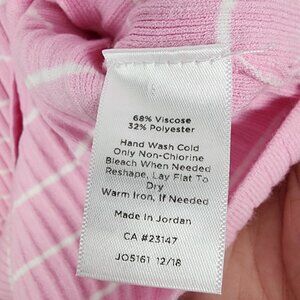 68% Viscose
32% Polyester
Hand Wash Cold
Only Non-Chlorine
Bleach When Needed
Reshape, Lay Flat To
Dry
Warm Iron, If Needed
Made In Jordan
CA #23147
JO5161 12/18